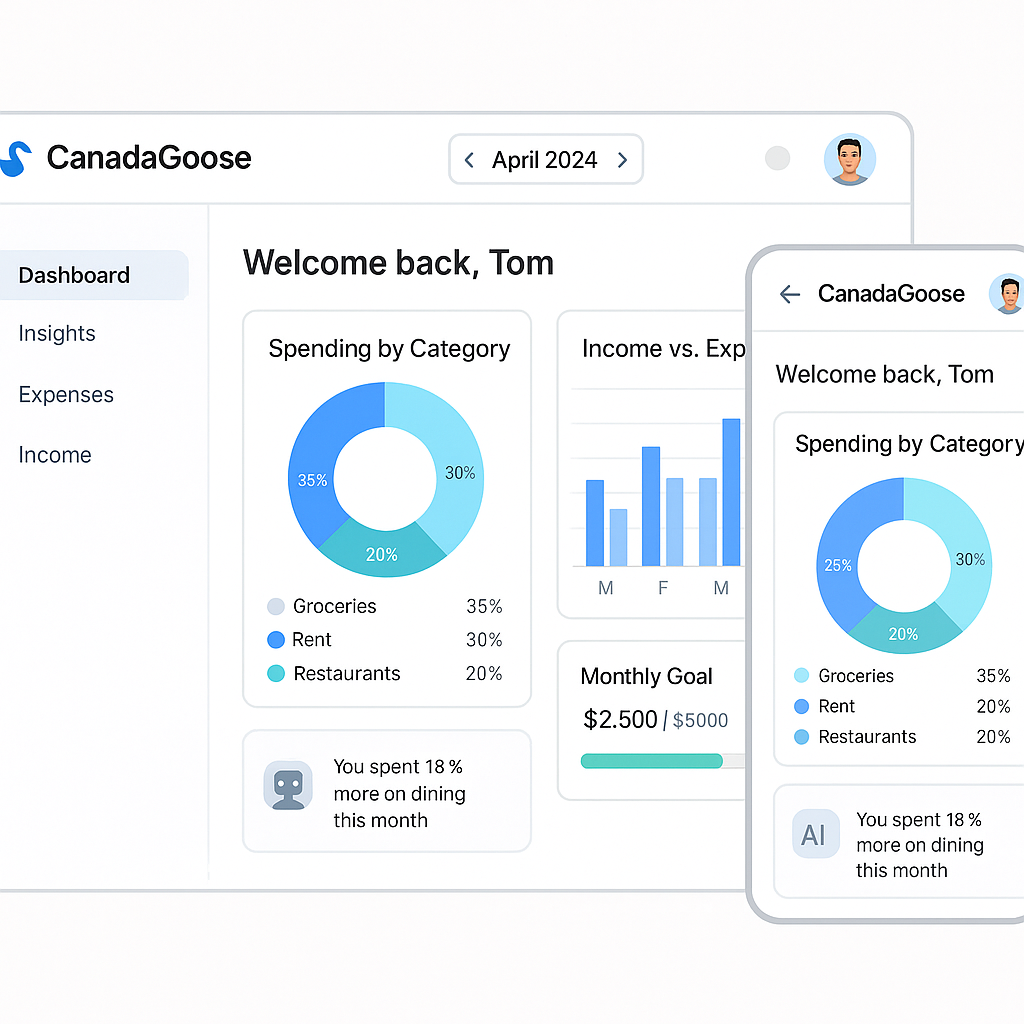 CanadaGoose
April 2024
Dashboard
Insights
Expenses
Income
Welcome back, Tom
Spending by Category
35%
30%
20%
Groceries 35%
Rent 30%
Restaurants 20%
You spent 18 %
more on dining
this month
Income vs. Exp
M F M
Monthly Goal
$2.500 / $5000
CanadaGoose
Welcome back, Tom
Spending by Category
25%
30%
20%
Groceries 35%
Rent 20%
Restaurants 20%
AI
You spent 18 %
more on dining
this month